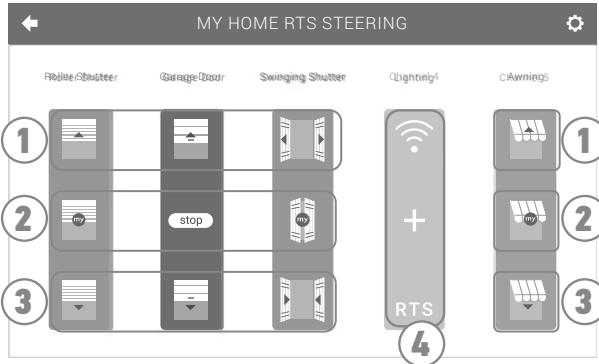 MY HOME RTS STEERING
Roller Shutter Garage Door Swinging Shutter Lighting Awning
1 1
2 my stop my my 2
3 3
RTS
4